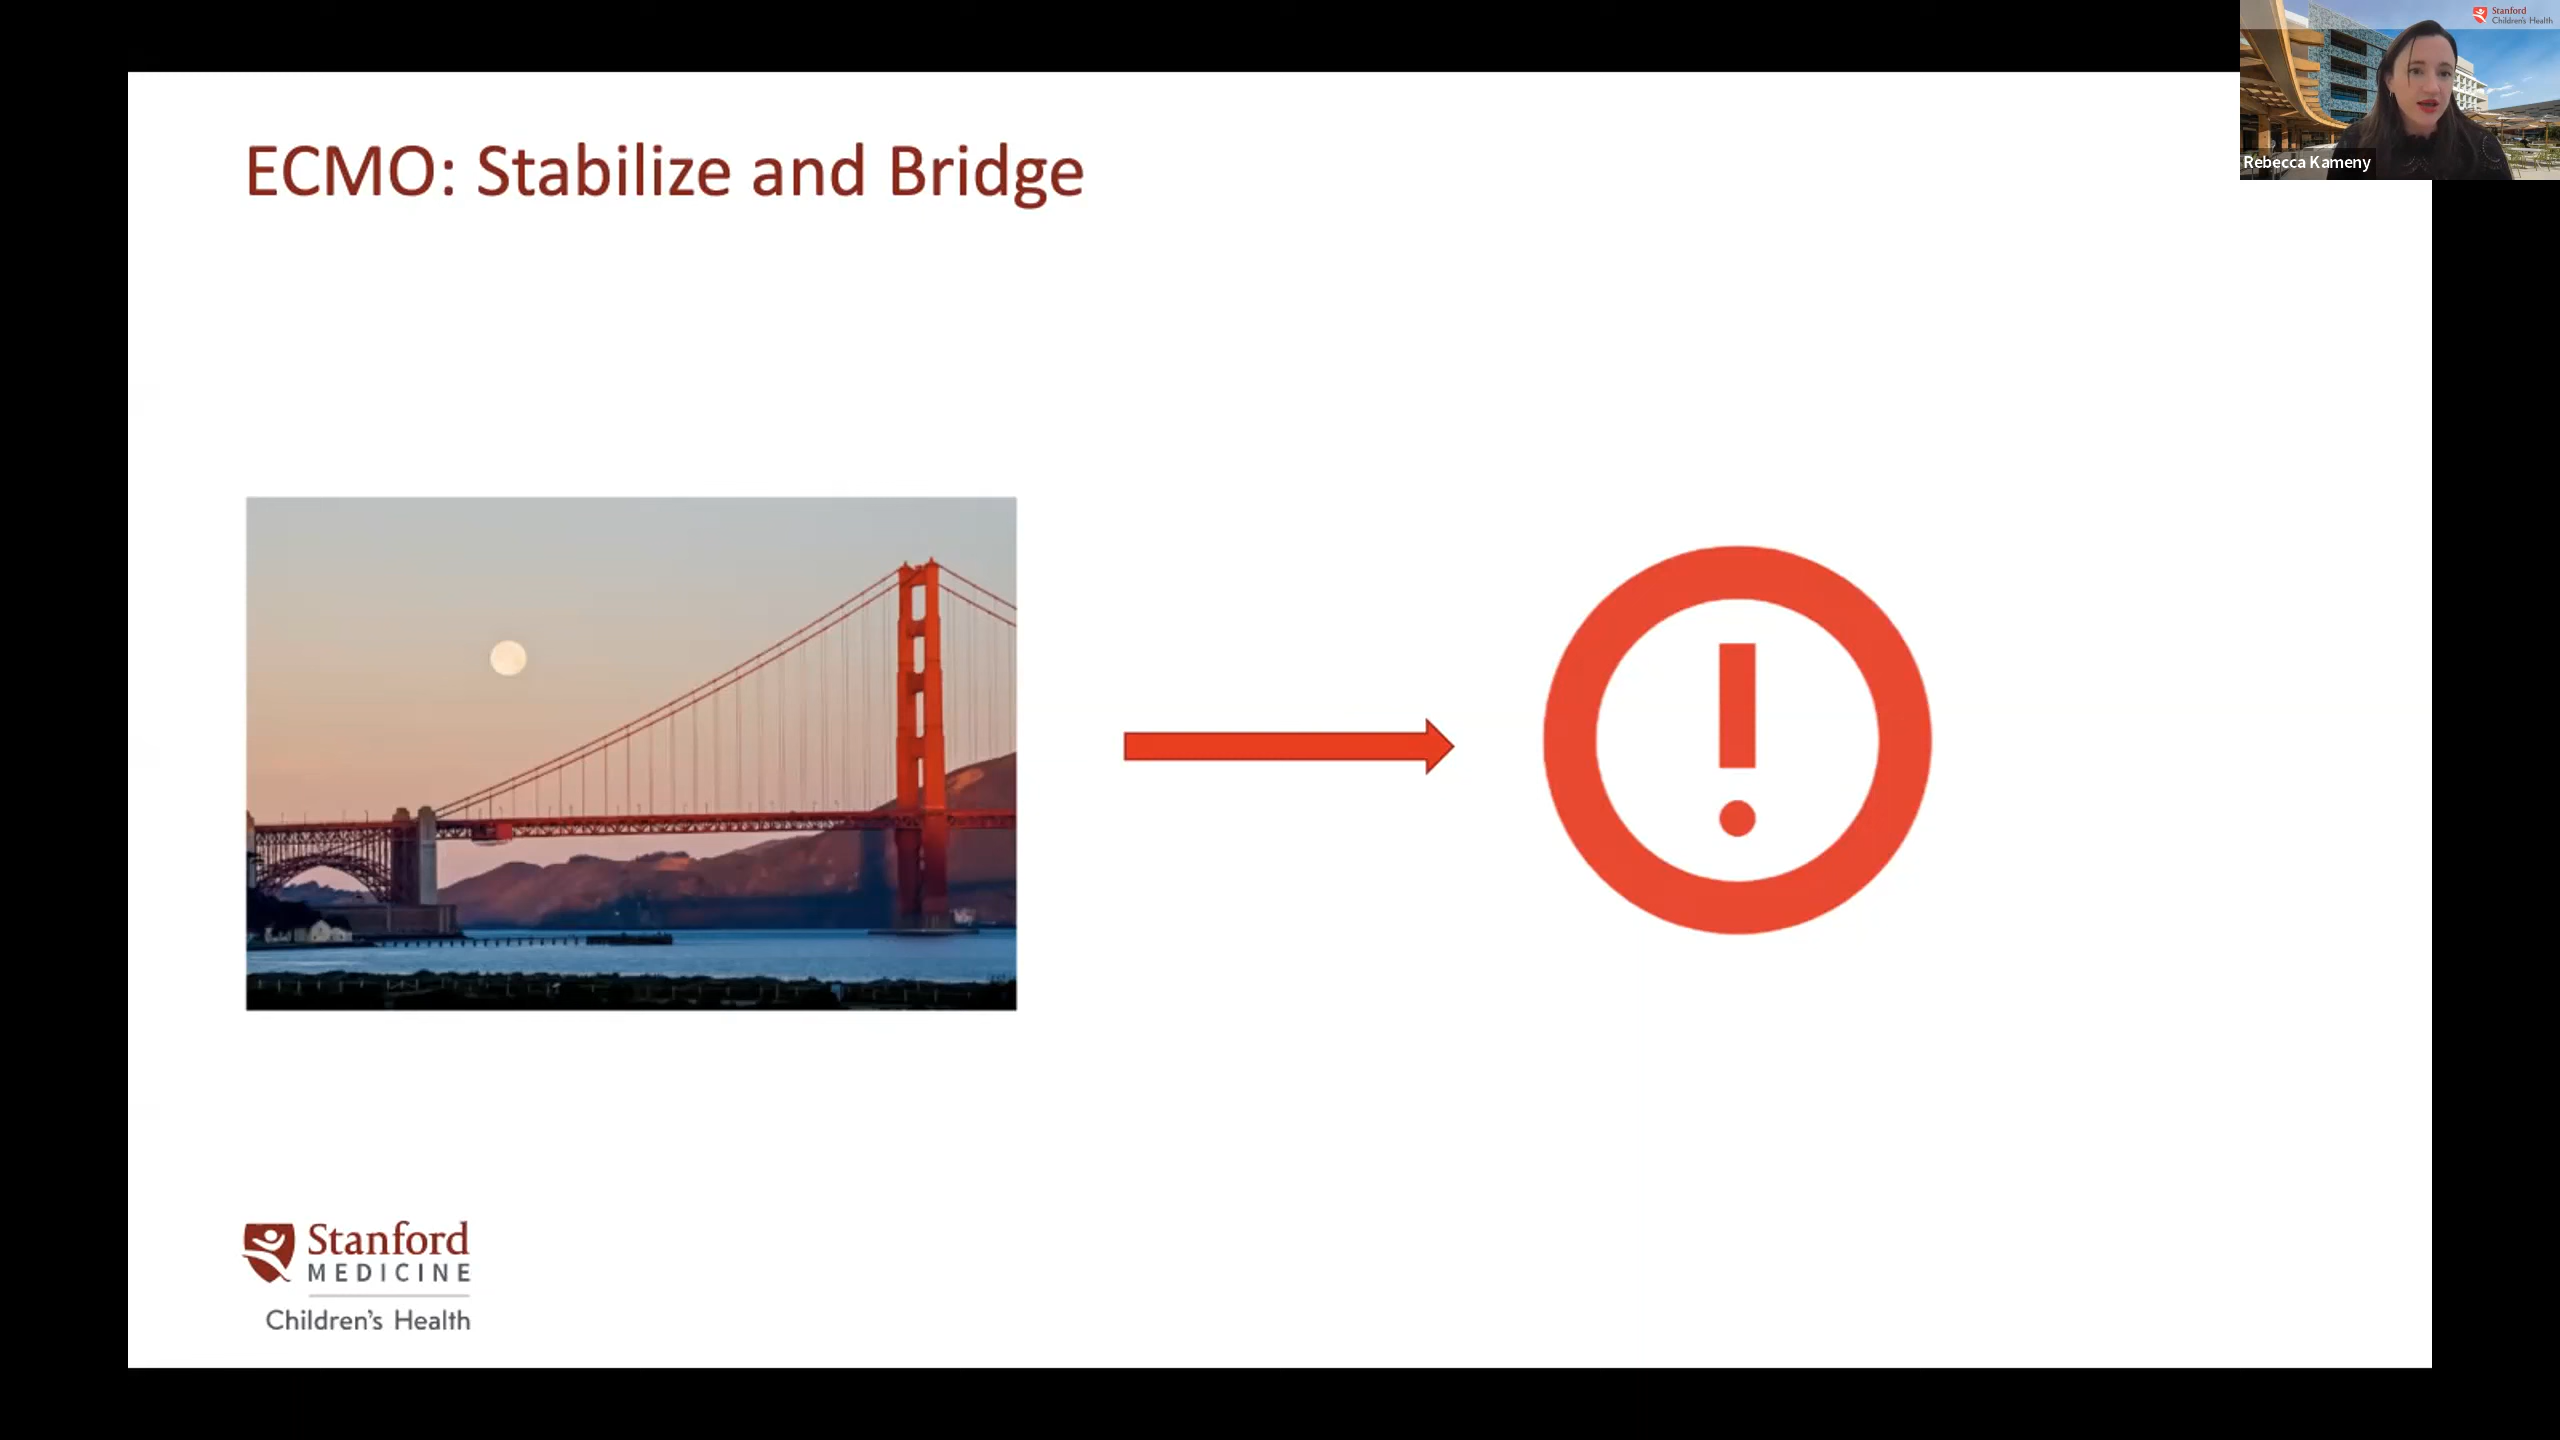 Stanford
Children's Health
Rebecca Kameny
ECMO: Stabilize and Bridge
Stanford
MEDICINE
Children's Health